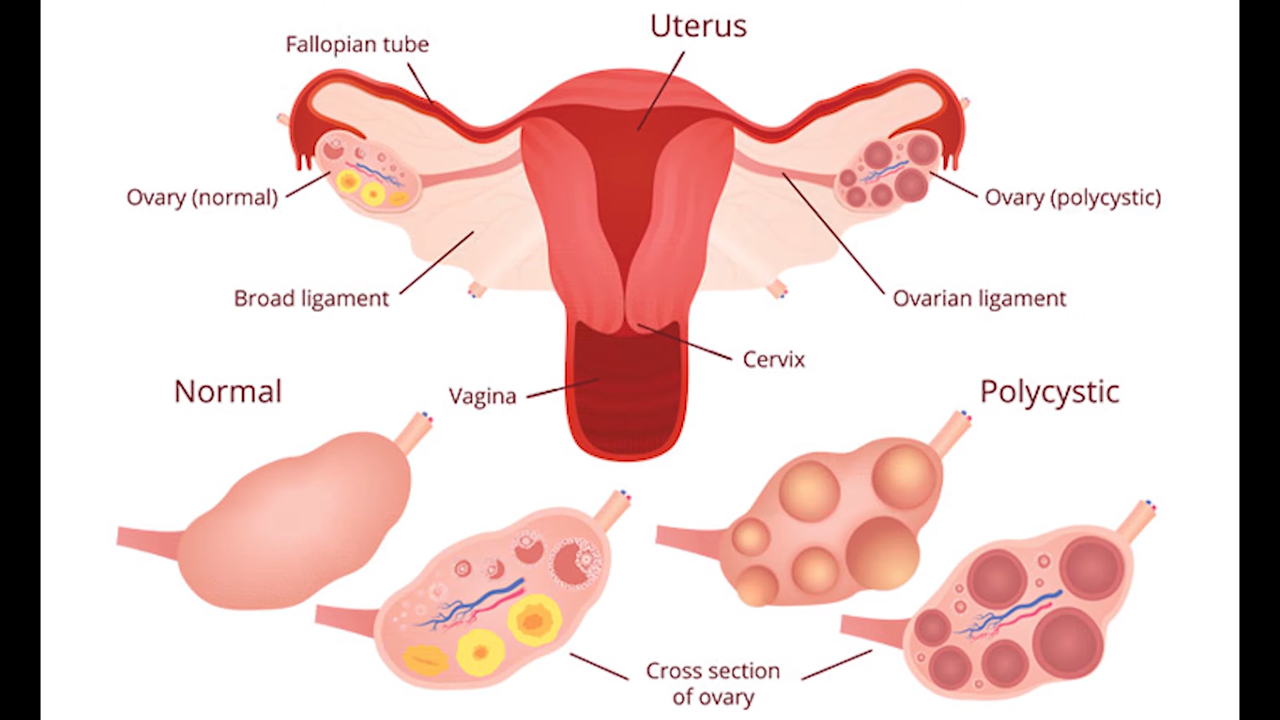 Uterus
Fallopian tube
Ovary (normal)
Ovary (polycystic)
Broad ligament
Ovarian ligament
Cervix
Vagina
Normal
Polycystic
Cross section
of ovary